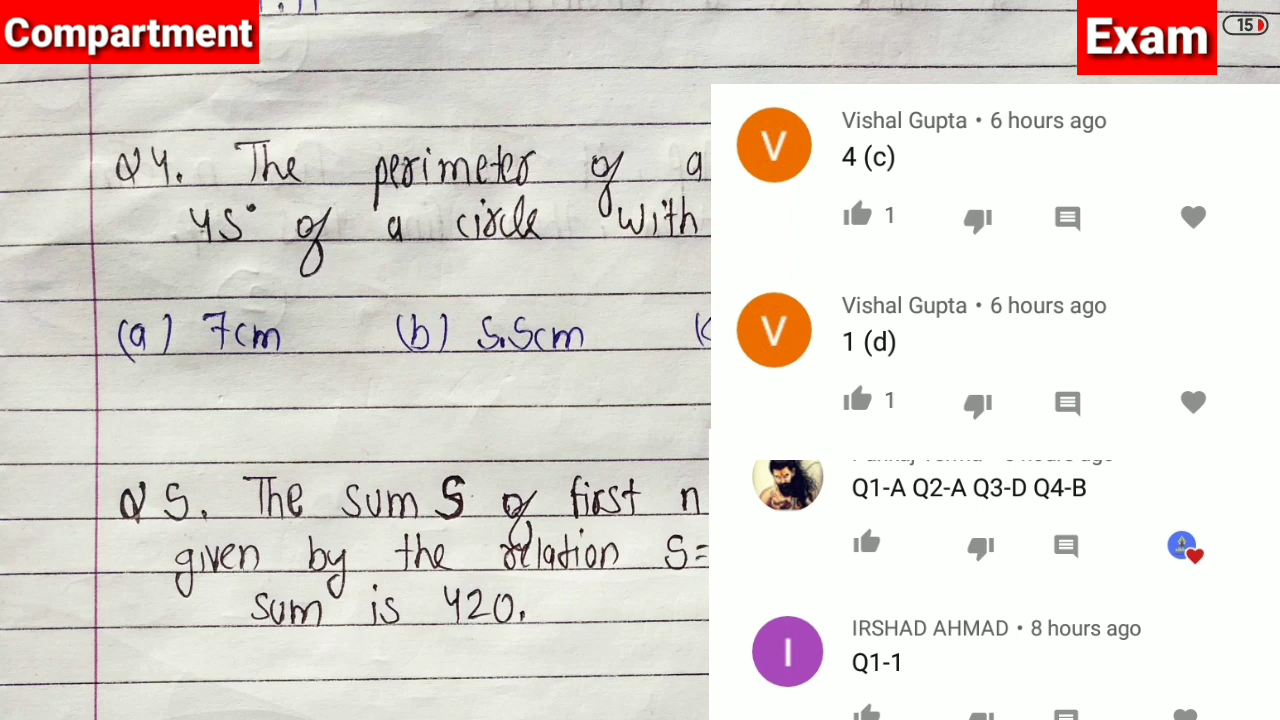 Compartment
Exam
15
Q4. The perimeter of a
45° of a circle with
(a) 7cm (b) 5.5cm
Q5. The sum S of first n
given by the relation S=
sum is 420.
Vishal Gupta • 6 hours ago
4 (c)
1
Vishal Gupta • 6 hours ago
1 (d)
1
Q1-A Q2-A Q3-D Q4-B
IRSHAD AHMAD • 8 hours ago
Q1-1